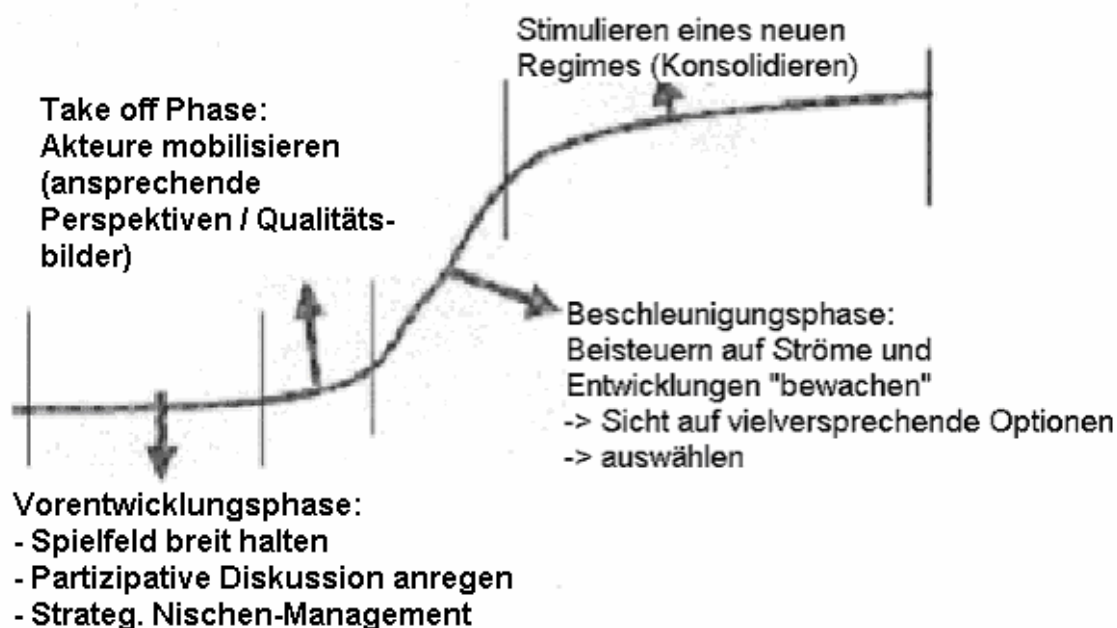 Stimulieren eines neuen
Regimes (Konsolidieren)
Take off Phase:
Akteure mobilisieren
(ansprechende
Perspektiven / Qualitäts-
bilder)
Beschleunigungsphase:
Beisteuern auf Ströme und
Entwicklungen "bewachen"
-> Sicht auf vielversprechende Optionen
-> auswählen
Vorentwicklungsphase:
- Spielfeld breit halten
- Partizipative Diskussion anregen
- Strateg. Nischen-Management